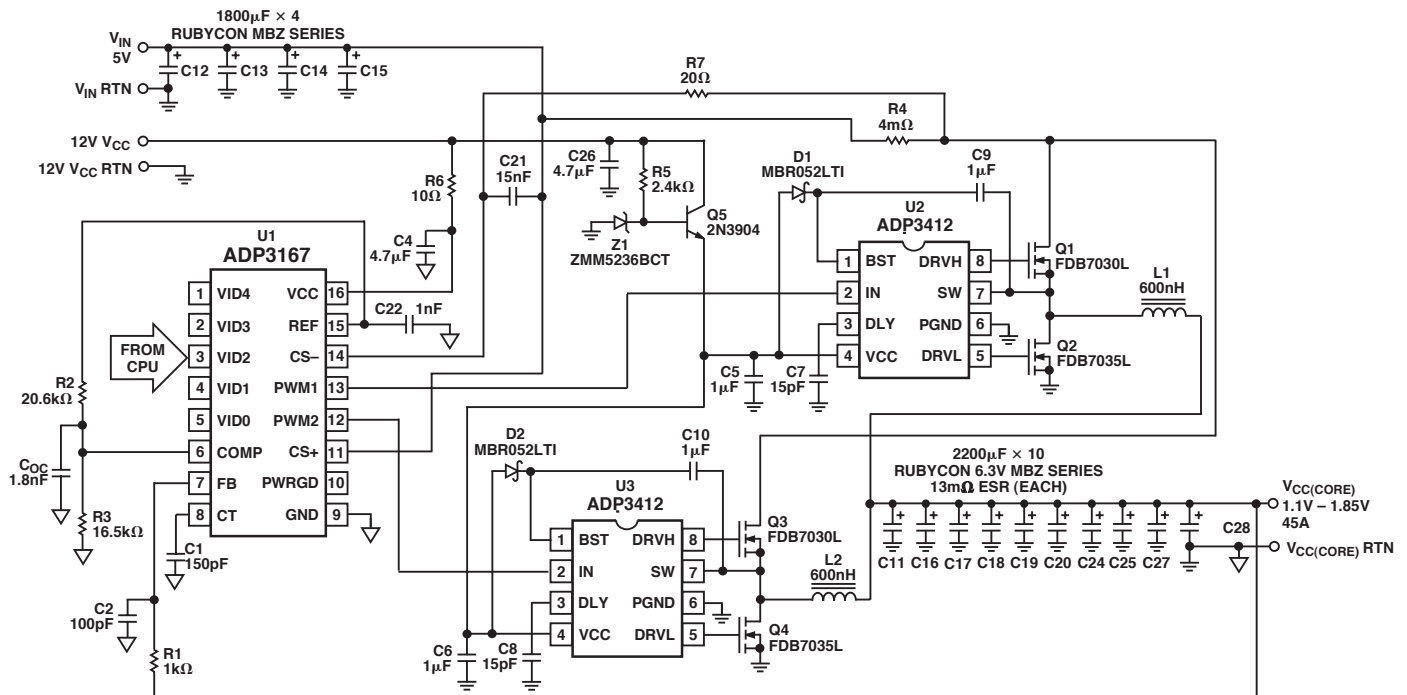 1800μF × 4
RUBYCON MBZ SERIES
VIN
5V
C12
C13
C14
C15
VIN RTN
12V VCC
12V VCC RTN
R7
20Ω
R4
4mΩ
R6
10Ω
C21
15nF
C26
4.7μF
R5
2.4kΩ
Q5
2N3904
Z1
ZMM5236BCT
C4
4.7μF
C22 1nF
D1
MBR052LTI
C9
1μF
U2
ADP3412
1 BST
2 IN
3 DLY
4 VCC
DRVH 8
SW 7
PGND 6
DRVL 5
Q1
FDB7030L
Q2
FDB7035L
L1
600nH
C5
1μF
C7
15pF
U1
ADP3167
1 VID4
2 VID3
3 VID2
4 VID1
5 VID0
6 COMP
7 FB
8 CT
VCC 16
REF 15
CS– 14
PWM1 13
PWM2 12
CS+ 11
PWRGD 10
GND 9
FROM
CPU
R2
20.6kΩ
COC
1.8nF
R3
16.5kΩ
C1
150pF
C2
100pF
R1
1kΩ
D2
MBR052LTI
C10
1μF
U3
ADP3412
1 BST
2 IN
3 DLY
4 VCC
DRVH 8
SW 7
PGND 6
DRVL 5
Q3
FDB7030L
Q4
FDB7035L
L2
600nH
C6
1μF
C8
15pF
2200μF × 10
RUBYCON 6.3V MBZ SERIES
13mΩ ESR (EACH)
C11 C16 C17 C18 C19 C20 C24 C25 C27
C28
VCC(CORE)
1.1V – 1.85V
45A
VCC(CORE) RTN